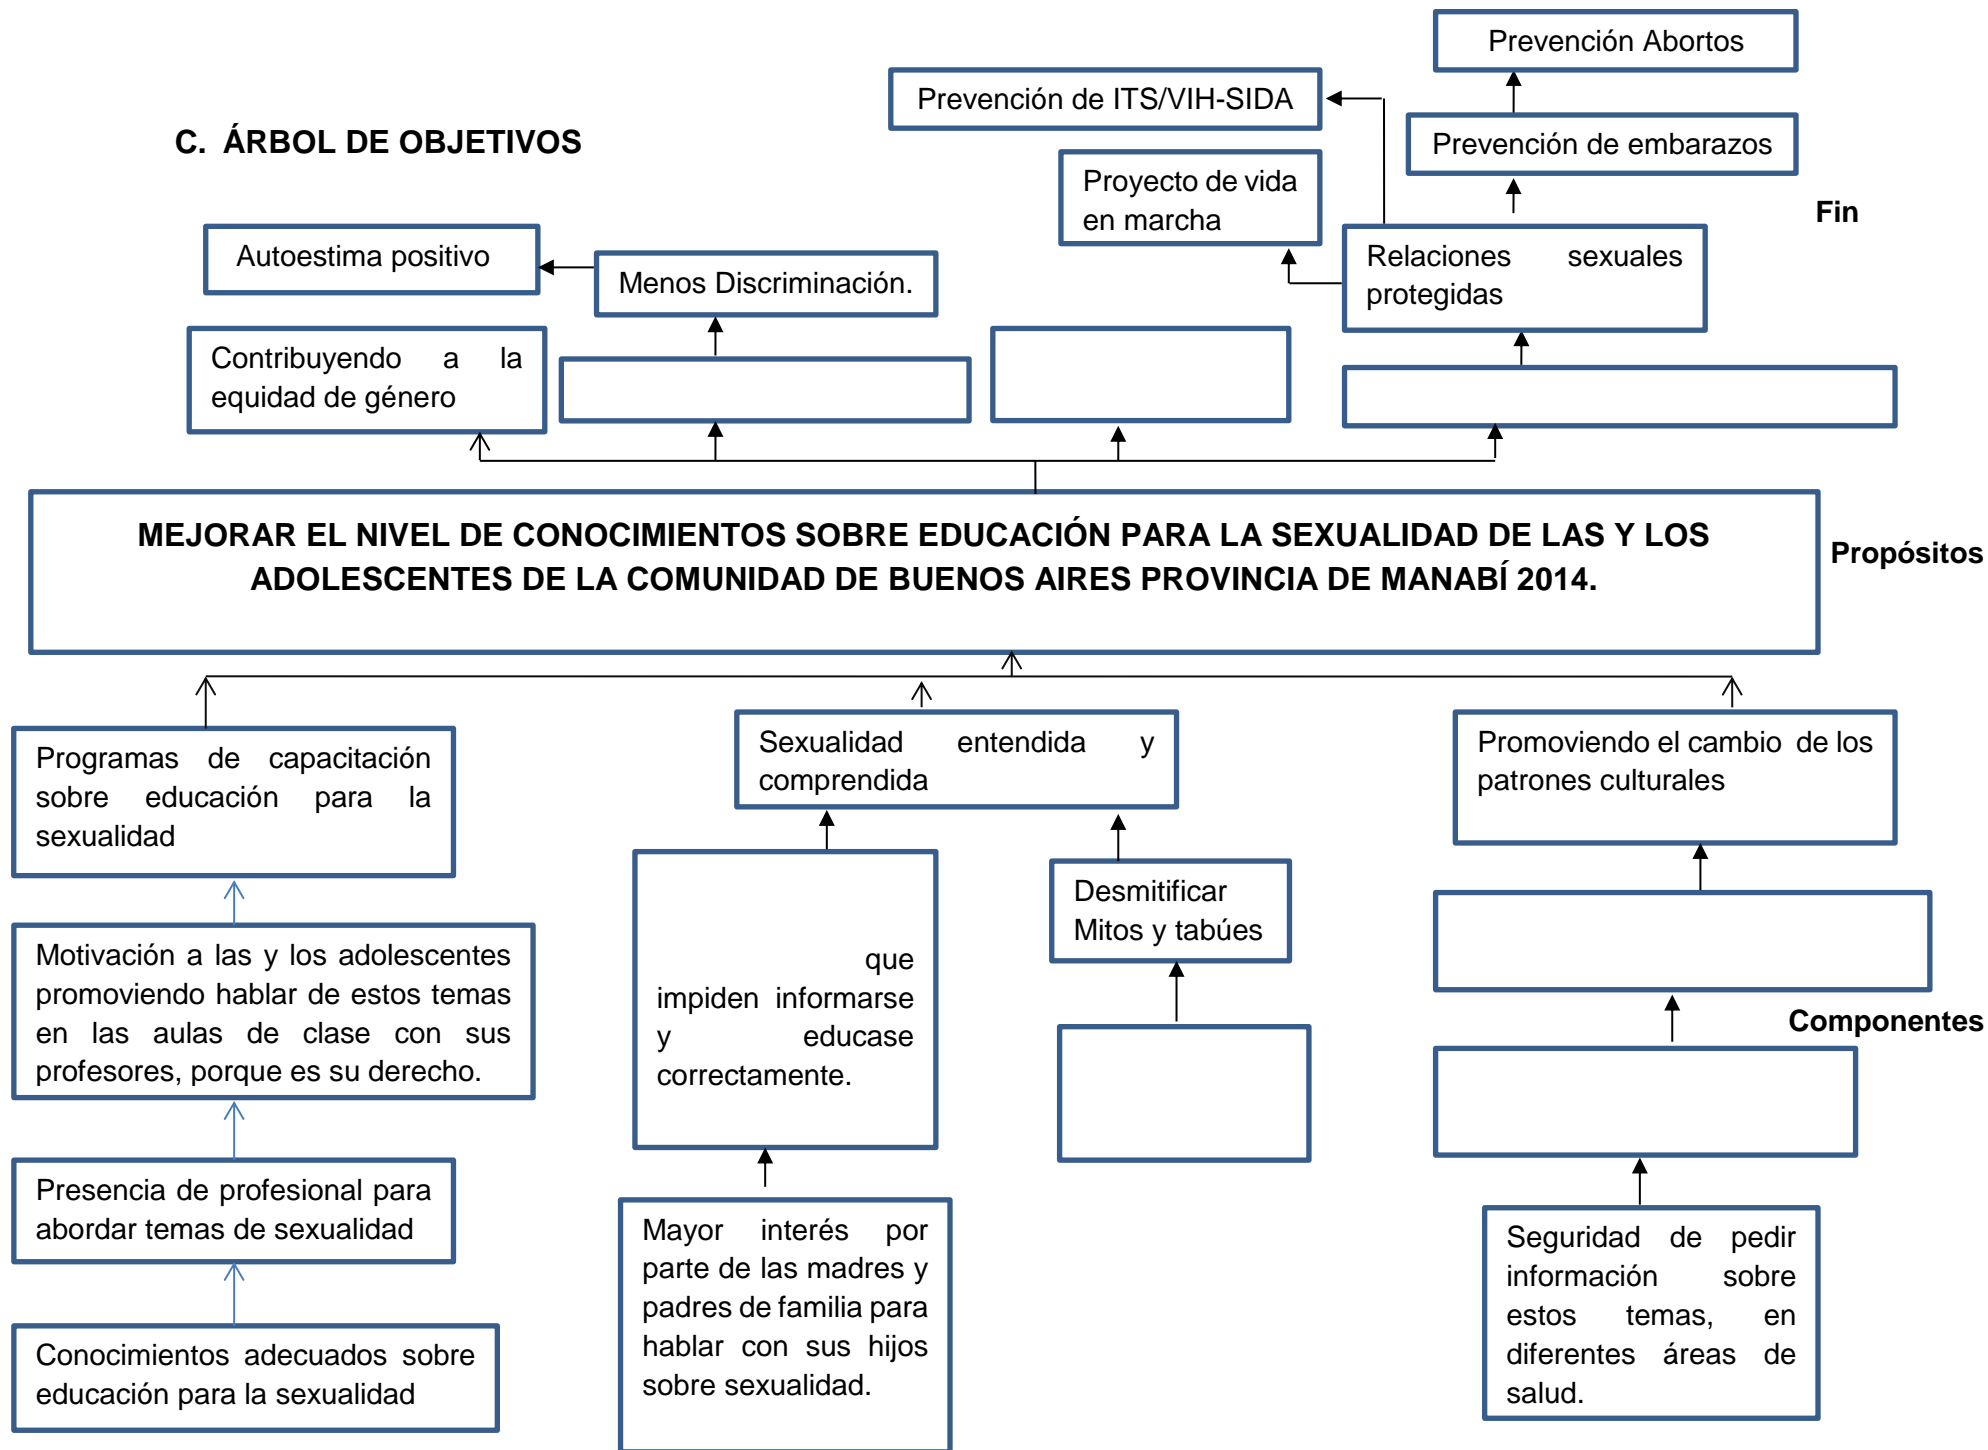 Prevención Abortos
Prevención de ITS/VIH-SIDA
C. ÁRBOL DE OBJETIVOS
Prevención de embarazos
Proyecto de vida
en marcha
Fin
Autoestima positivo
Menos Discriminación.
Relaciones sexuales
protegidas
Contribuyendo a la
equidad de género
MEJORAR EL NIVEL DE CONOCIMIENTOS SOBRE EDUCACIÓN PARA LA SEXUALIDAD DE LAS Y LOS
ADOLESCENTES DE LA COMUNIDAD DE BUENOS AIRES PROVINCIA DE MANABÍ 2014.
Propósitos
Programas de capacitación
sobre educación para la
sexualidad
Sexualidad entendida y
comprendida
Promoviendo el cambio de los
patrones culturales
Motivación a las y los adolescentes
promoviendo hablar de estos temas
en las aulas de clase con sus
profesores, porque es su derecho.
que
impiden informarse
y educase
correctamente.
Desmitificar
Mitos y tabúes
Componentes
Presencia de profesional para
abordar temas de sexualidad
Mayor interés por
parte de las madres y
padres de familia para
hablar con sus hijos
sobre sexualidad.
Seguridad de pedir
información sobre
estos temas, en
diferentes áreas de
salud.
Conocimientos adecuados sobre
educación para la sexualidad